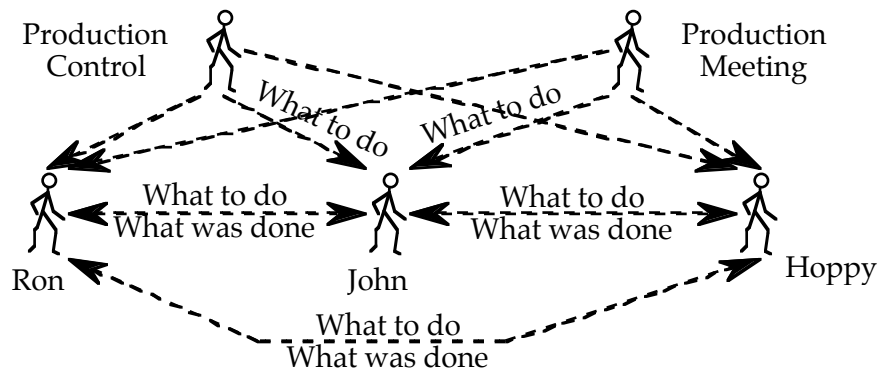 Production
Control
Production
Meeting
What to do
What to do
What to do
What was done
What to do
What was done
Ron
John
Hoppy
What to do
What was done